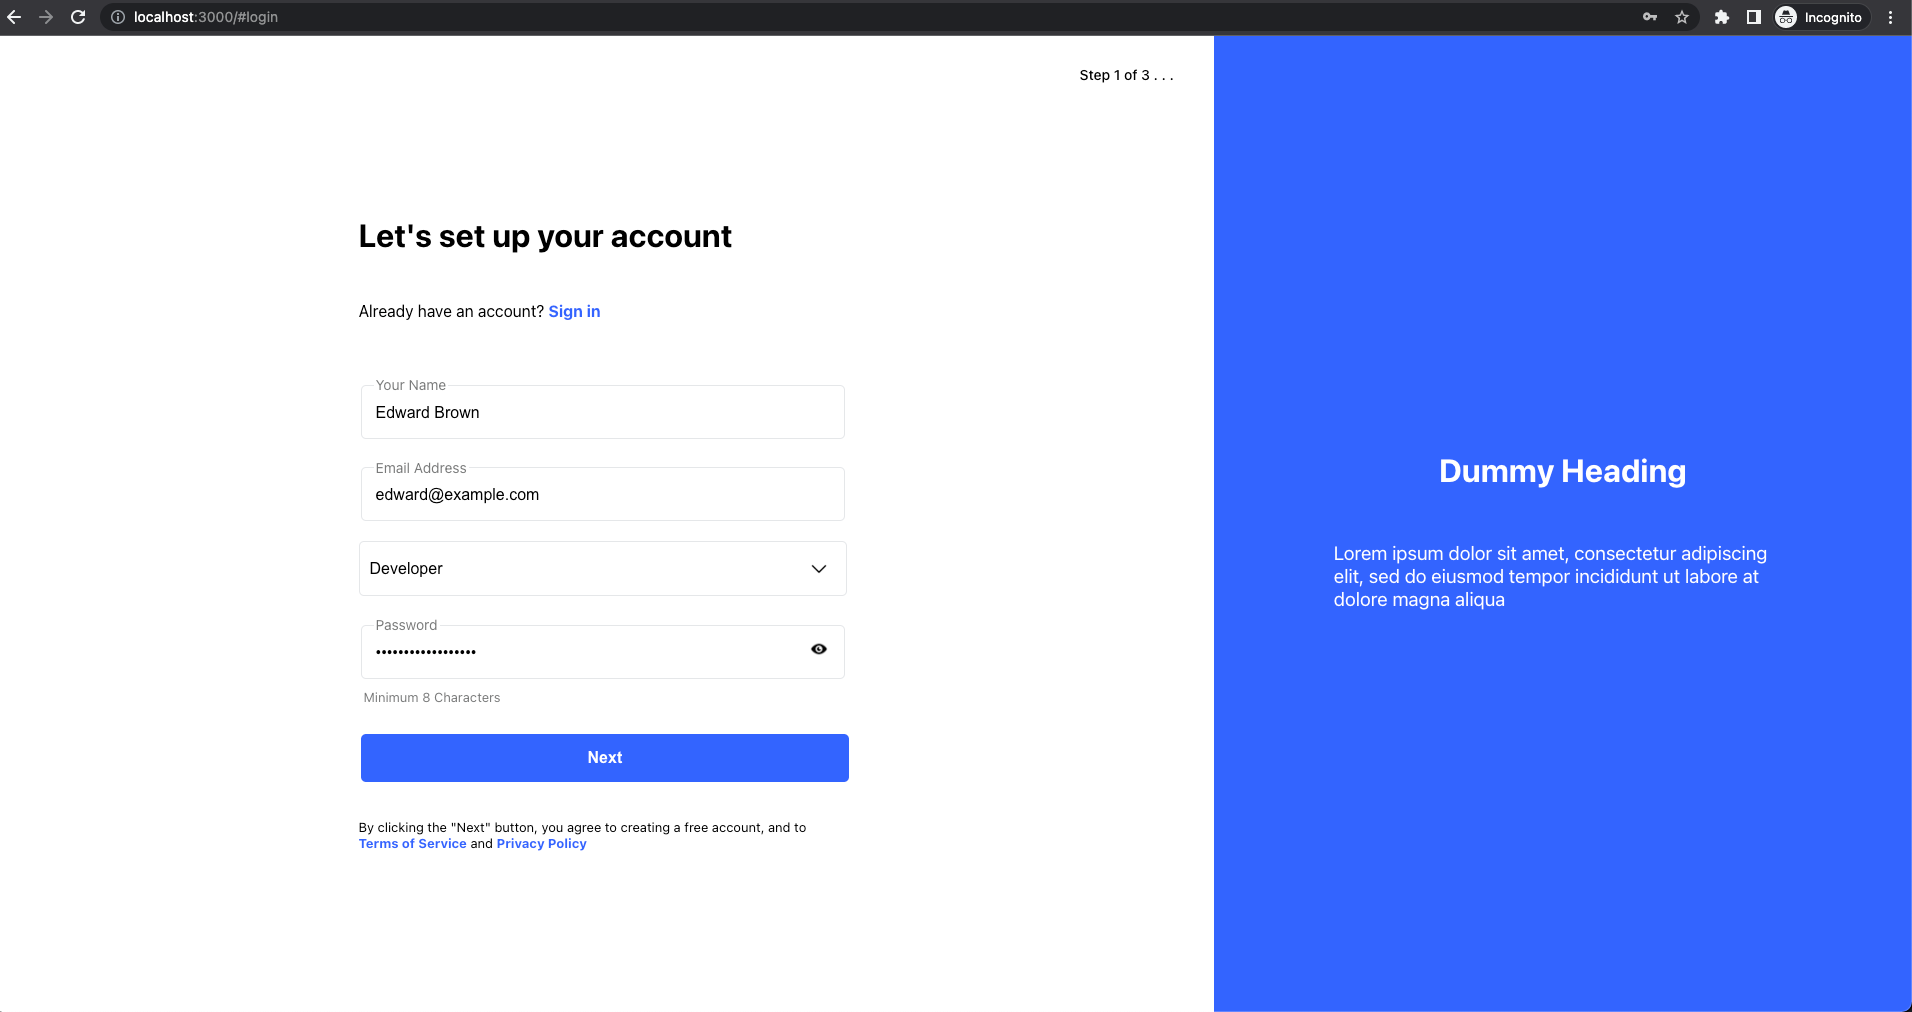 localhost:3000/#login
Incognito
Step 1 of 3 . . .
Let's set up your account
Already have an account? Sign in
Your Name
Edward Brown
Email Address
edward@example.com
Developer
Password
••••••••••••••••••
Minimum 8 Characters
Next
By clicking the "Next" button, you agree to creating a free account, and to
Terms of Service and Privacy Policy
Dummy Heading
Lorem ipsum dolor sit amet, consectetur adipiscing
elit, sed do eiusmod tempor incididunt ut labore at
dolore magna aliqua